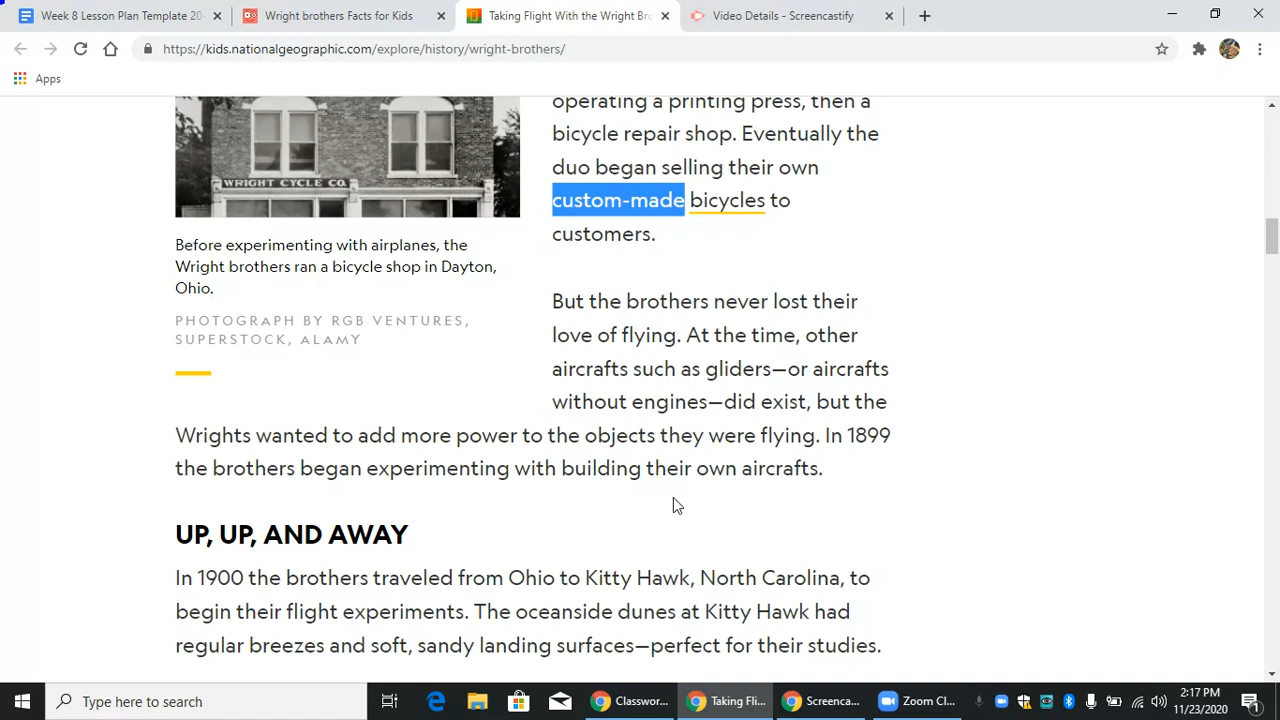 Week 8 Lesson Plan Template 20
Wright brothers Facts for Kids
Taking Flight With the Wright Bro
Video Details - Screencastify
https://kids.nationalgeographic.com/explore/history/wright-brothers/
Apps
WRIGHT CYCLE CO.
Before experimenting with airplanes, the
Wright brothers ran a bicycle shop in Dayton,
Ohio.
PHOTOGRAPH BY RGB VENTURES,
SUPERSTOCK, ALAMY
operating a printing press, then a
bicycle repair shop. Eventually the
duo began selling their own
custom-made bicycles to
customers.
But the brothers never lost their
love of flying. At the time, other
aircrafts such as gliders—or aircrafts
without engines—did exist, but the
Wrights wanted to add more power to the objects they were flying. In 1899
the brothers began experimenting with building their own aircrafts.
UP, UP, AND AWAY
In 1900 the brothers traveled from Ohio to Kitty Hawk, North Carolina, to
begin their flight experiments. The oceanside dunes at Kitty Hawk had
regular breezes and soft, sandy landing surfaces—perfect for their studies.
Type here to search
Classwor...
Taking Fli...
Screenca...
Zoom Cl...
2:17 PM
11/23/2020
1